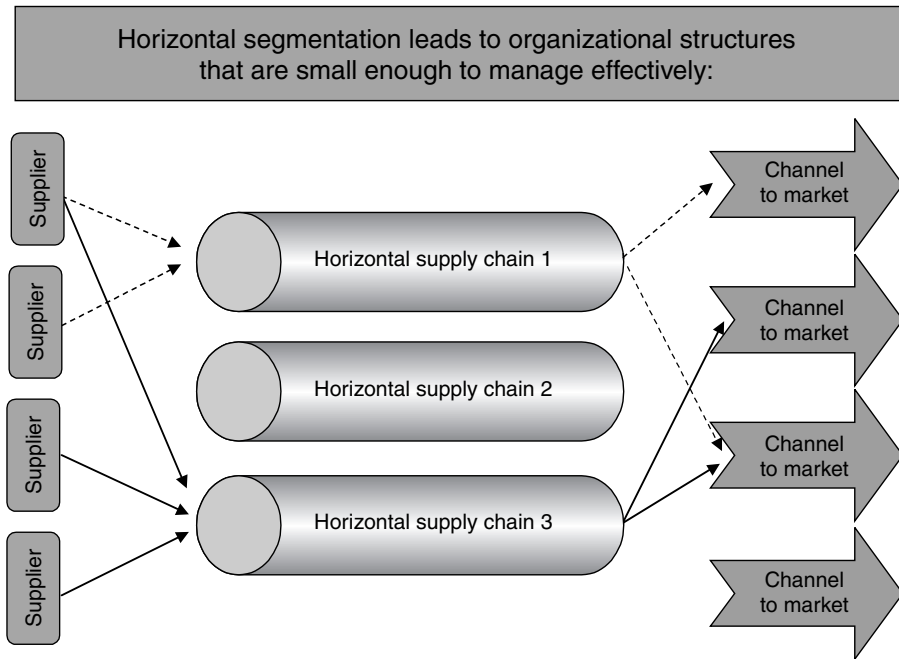 Horizontal segmentation leads to organizational structures
that are small enough to manage effectively:
Supplier
Supplier
Supplier
Supplier
Horizontal supply chain 1
Horizontal supply chain 2
Horizontal supply chain 3
Channel
to market
Channel
to market
Channel
to market
Channel
to market